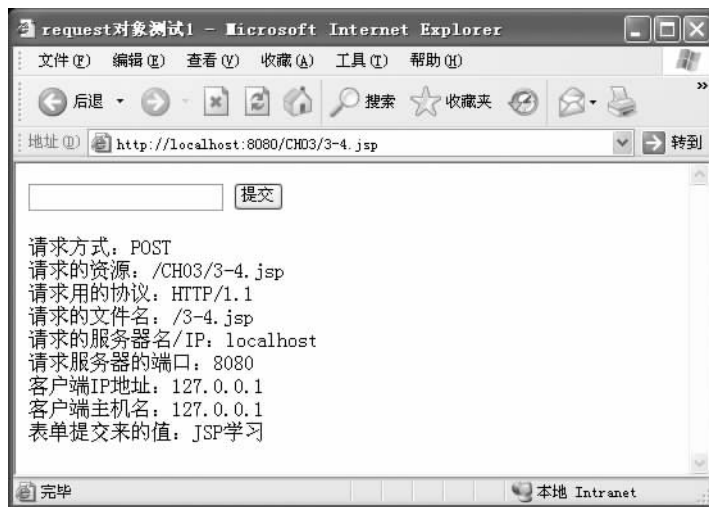 request对象测试1 - Microsoft Internet Explorer
文件(F) 编辑(E) 查看(V) 收藏(A) 工具(T) 帮助(H)
后退 搜索 收藏夹 »
地址(D) http://localhost:8080/CH03/3-4.jsp 转到
提交
请求方式：POST
请求的资源：/CH03/3-4.jsp
请求用的协议：HTTP/1.1
请求的文件名：/3-4.jsp
请求的服务器名/IP：localhost
请求服务器的端口：8080
客户端IP地址：127.0.0.1
客户端主机名：127.0.0.1
表单提交来的值：JSP学习
完毕 本地 Intranet